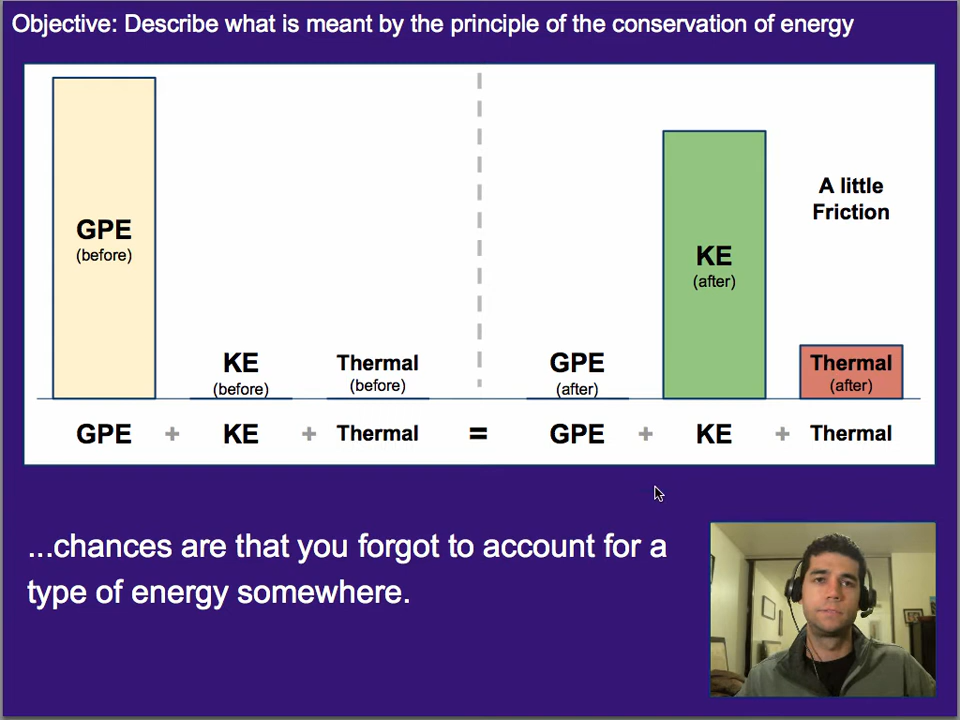 Objective: Describe what is meant by the principle of the conservation of energy
GPE
(before)
KE
(before)
Thermal
(before)
GPE
(after)
KE
(after)
A little
Friction
Thermal
(after)
GPE + KE + Thermal = GPE + KE + Thermal
...chances are that you forgot to account for a
type of energy somewhere.